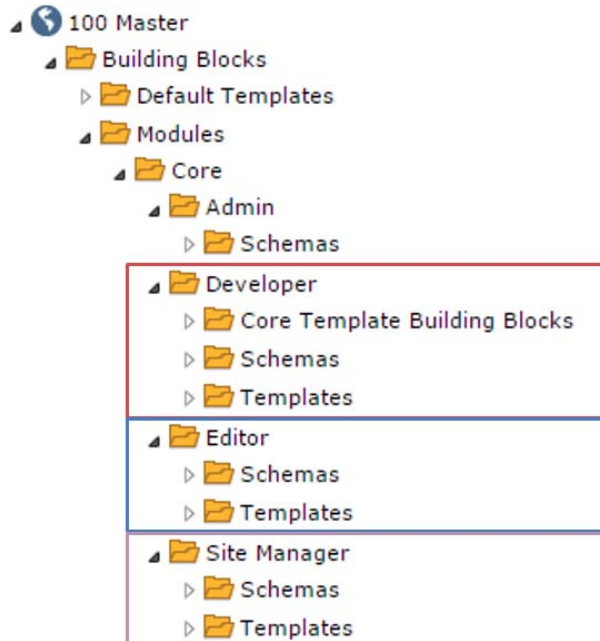 100 Master
Building Blocks
Default Templates
Modules
Core
Admin
Schemas
Developer
Core Template Building Blocks
Schemas
Templates
Editor
Schemas
Templates
Site Manager
Schemas
Templates